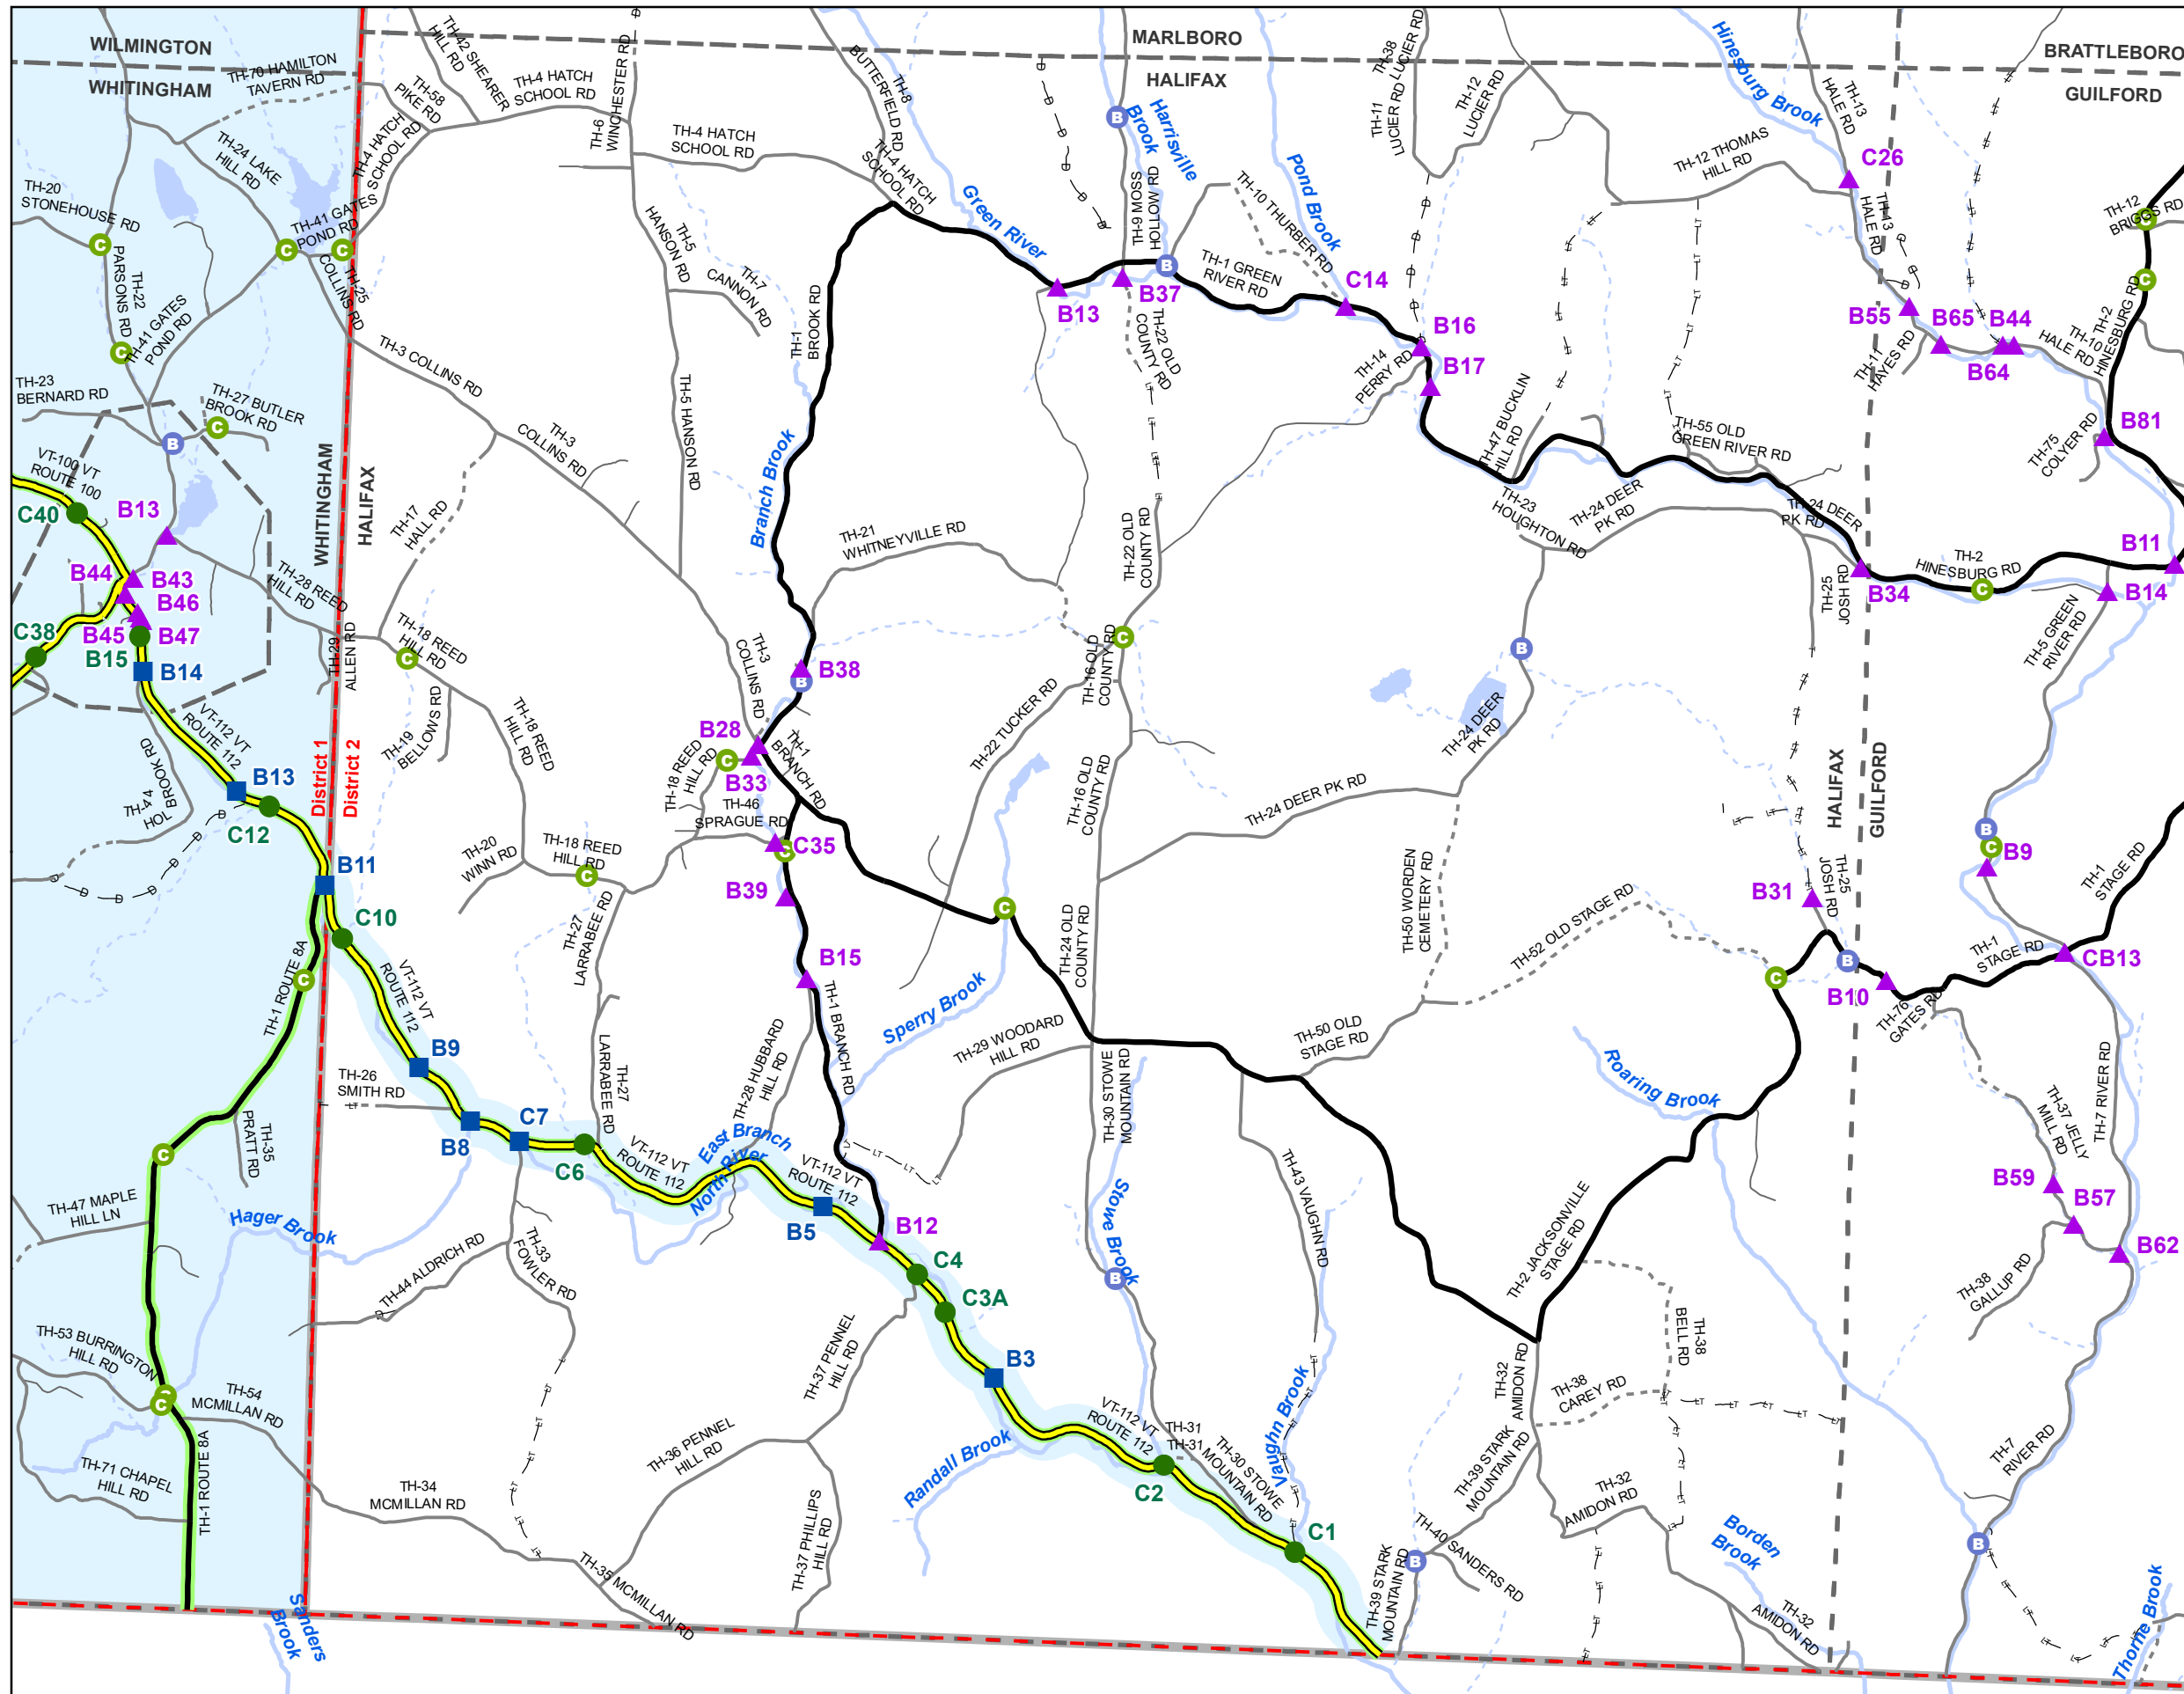 WILMINGTON
WHITINGHAM
MARLBORO
HALIFAX
BRATTLEBORO
GUILFORD
TH-70 HAMILTON
TAVERN RD
TH-42 SHEARER
HILL RD
TH-58
PIKE RD
TH-4 HATCH
SCHOOL RD
TH-6
WINCHESTER RD
D
TH-8
BUTTERFIELD RD
TH-4 HATCH
SCHOOL RD
TH-4 HATCH
SCHOOL RD
TH-4 HATCH
SCHOOL RD
TH-24 LAKE
HILL RD
TH-20
STONEHOUSE RD
C
TH-22
PARSONS RD
C
TH-41 GATES
POND RD
C
C
TH-25
COLLINS RD
TH-41 GATES
POND RD
TH-23
BERNARD RD
TH-27 BUTLER
BROOK RD
C
B
TH-3 COLLINS RD
TH-3
COLLINS RD
TH-5
HANSON RD
TH-7
CANNON RD
TH-5 HANSON RD
TH-1
BROOK RD
Branch Brook
Green River
Harrisville
Brook
B
TH-9 MOSS
HOLLOW RD
B
B13
B37
TH-10 THURBER RD
TH-1 GREEN
RIVER RD
Pond Brook
C14
B16
B17
TH-14
PERRY RD
TH-38
LUCIER RD
TH-11
LUCIER RD
TH-12
LUCIER RD
TH-12 THOMAS
HILL RD
Hinesburg Brook
TH-13
HALE RD
C26
TH-13
HALE RD
B55
B65
B44
B64
TH-11
HAYES RD
TH-10
HALE RD
TH-2
HINESBURG RD
TH-12
BRIGGS RD
C
C
B81
TH-75
COLYER RD
B11
B14
TH-22 OLD
COUNTY RD
TH-22 OLD
COUNTY RD
TH-47 BUCKLIN
HILL RD
TH-55 OLD
GREEN RIVER RD
TH-23
HOUGHTON RD
TH-24 DEER
PK RD
TH-24 DEER
PK RD
B34
TH-2
HINESBURG RD
C
TH-25
JOSH RD
TH-5 GREEN
RIVER RD
VT-100 VT
ROUTE 100
C40
B13
B44
B43
B46
B45
B47
B15
B14
C38
WHITINGHAM
HALIFAX
TH-17
HALL RD
TH-28 REED
HILL RD
TH-29
ALLEN RD
TH-18 REED
HILL RD
C
TH-19
BELLOWS RD
TH-18 REED
HILL RD
VT-112 VT
ROUTE 112
TH-4
HOL
BROOK RD
B13
C12
District 1
District 2
B11
C10
TH-21
WHITNEYVILLE RD
TH-3
COLLINS RD
B38
B
B28
B33
C
TH-18 REED
HILL RD
TH-1
BRANCH RD
TH-46
SPRAGUE RD
C35
B39
TH-20
WINN RD
TH-18 REED
HILL RD
C
TH-27
LARRABEE RD
B15
TH-22 TUCKER RD
TH-16 OLD
COUNTY RD
C
TH-16 OLD
COUNTY RD
TH-24 DEER PK RD
TH-24 DEER
PK RD
B
C
TH-24 OLD
COUNTY RD
TH-50 WORDEN
CEMETERY RD
TH-52 OLD STAGE RD
HALIFAX
GUILFORD
B31
TH-25
JOSH RD
B
C
B9
TH-1
STAGE RD
TH-1
STAGE RD
CB13
C
B
B10
TH-76
GATES RD
TH-1 ROUTE 8A
C
VT-112 VT
ROUTE 112
B9
TH-26
SMITH RD
LT
B8
C7
C6
TH-27
LARRABEE RD
TH-28 HUBBARD
HILL RD
TH-1 BRANCH RD
Sperry Brook
TH-29 WOODARD
HILL RD
TH-30 STOWE
MOUNTAIN RD
TH-50 OLD
STAGE RD
Roaring Brook
TH-7 RIVER RD
TH-37 JELLY
MILL RD
B59
B57
B62
TH-38
GALLUP RD
TH-35
PRATT RD
C
TH-47 MAPLE
HILL LN
Hager Brook
VT-112 VT
ROUTE 112
East Branch
North River
VT-112 VT
ROUTE 112
B5
B12
C4
C3A
B3
Stowe Brook
B
TH-43 VAUGHN RD
TH-2 JACKSONVILLE
STAGE RD
TH-44 ALDRICH RD
TH-33
FOWLER RD
TH-37 PENNEL
HILL RD
TH-53 BURRINGTON
HILL RD
C
TH-54
MCMILLAN RD
TH-71 CHAPEL
HILL RD
TH-1 ROUTE 8A
TH-34
MCMILLAN RD
TH-36 PENNEL
HILL RD
TH-37 PHILLIPS
HILL RD
TH-35 MCMILLAN RD
Randall Brook
VT-112 VT
ROUTE 112
TH-31
TH-31
C2
TH-30 STOWE
MOUNTAIN RD
Vaughn Brook
C1
TH-32
AMIDON RD
TH-38
BELL RD
TH-38
CAREY RD
TH-39 STARK
MOUNTAIN RD
TH-32
AMIDON RD
TH-40 SANDERS RD
B
TH-39 STARK
MOUNTAIN RD
Borden
Brook
TH-32
AMIDON RD
TH-7
RIVER RD
B
Thorne Brook
Sanders
Brook